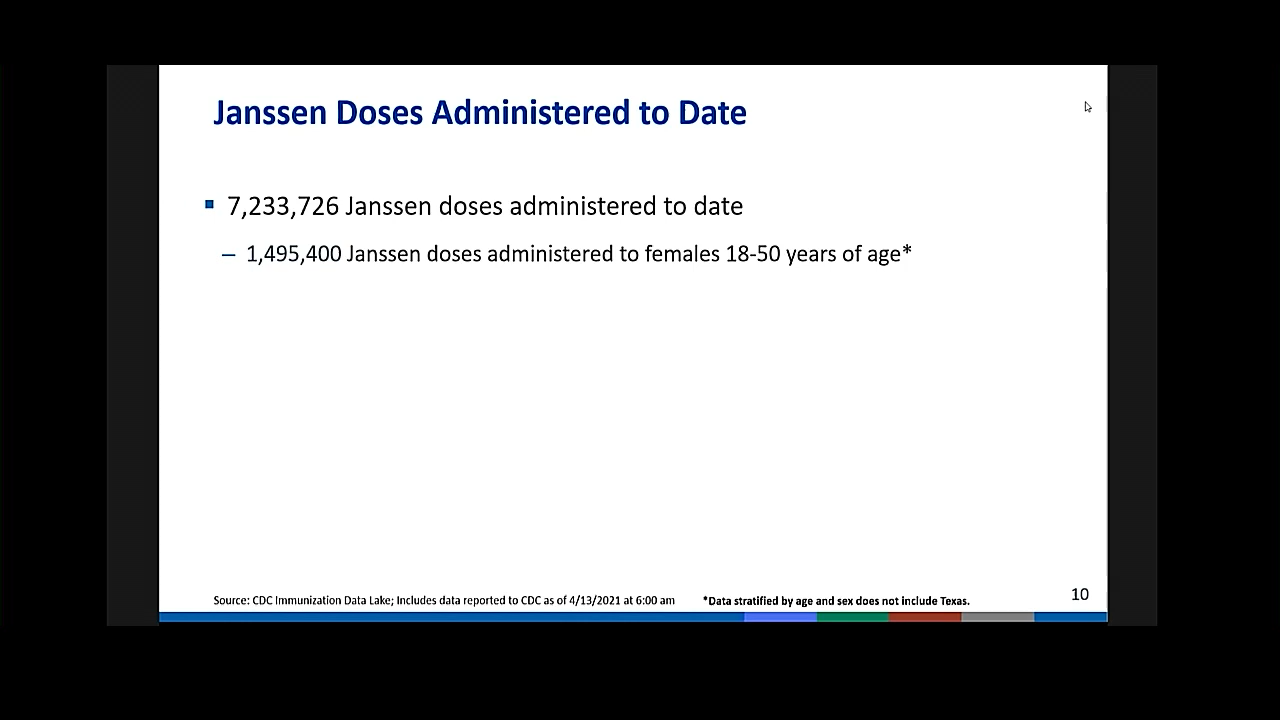 Janssen Doses Administered to Date
7,233,726 Janssen doses administered to date
– 1,495,400 Janssen doses administered to females 18-50 years of age*
Source: CDC Immunization Data Lake; Includes data reported to CDC as of 4/13/2021 at 6:00 am
*Data stratified by age and sex does not include Texas.
10